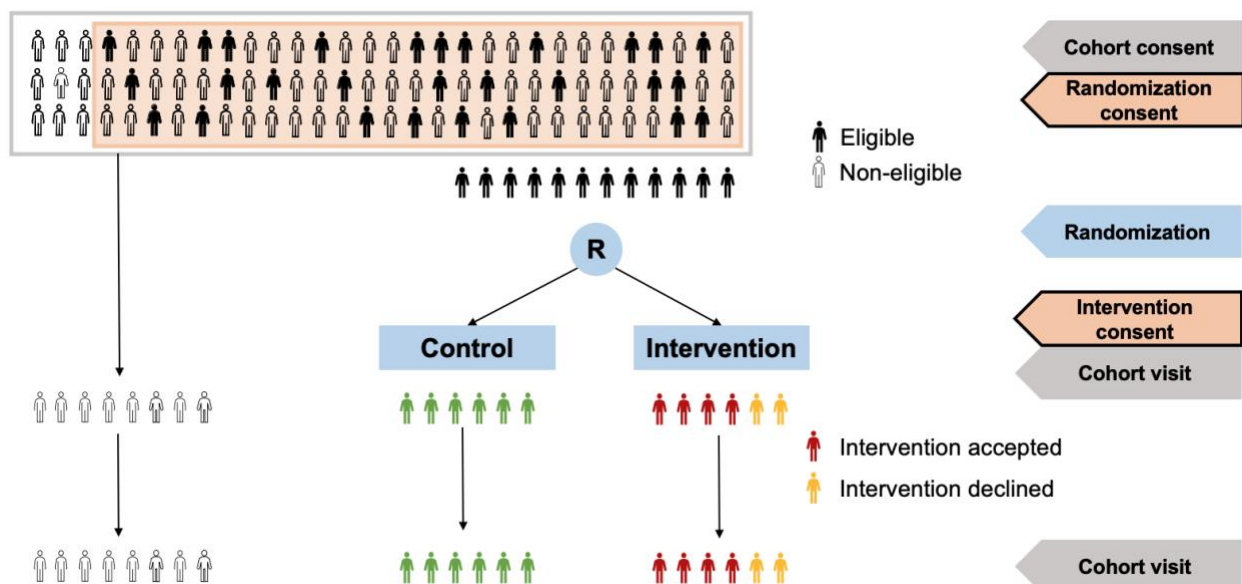 Cohort consent
Randomization
consent
Eligible
Non-eligible
Randomization
R
Intervention
consent
Control
Intervention
Cohort visit
Intervention accepted
Intervention declined
Cohort visit